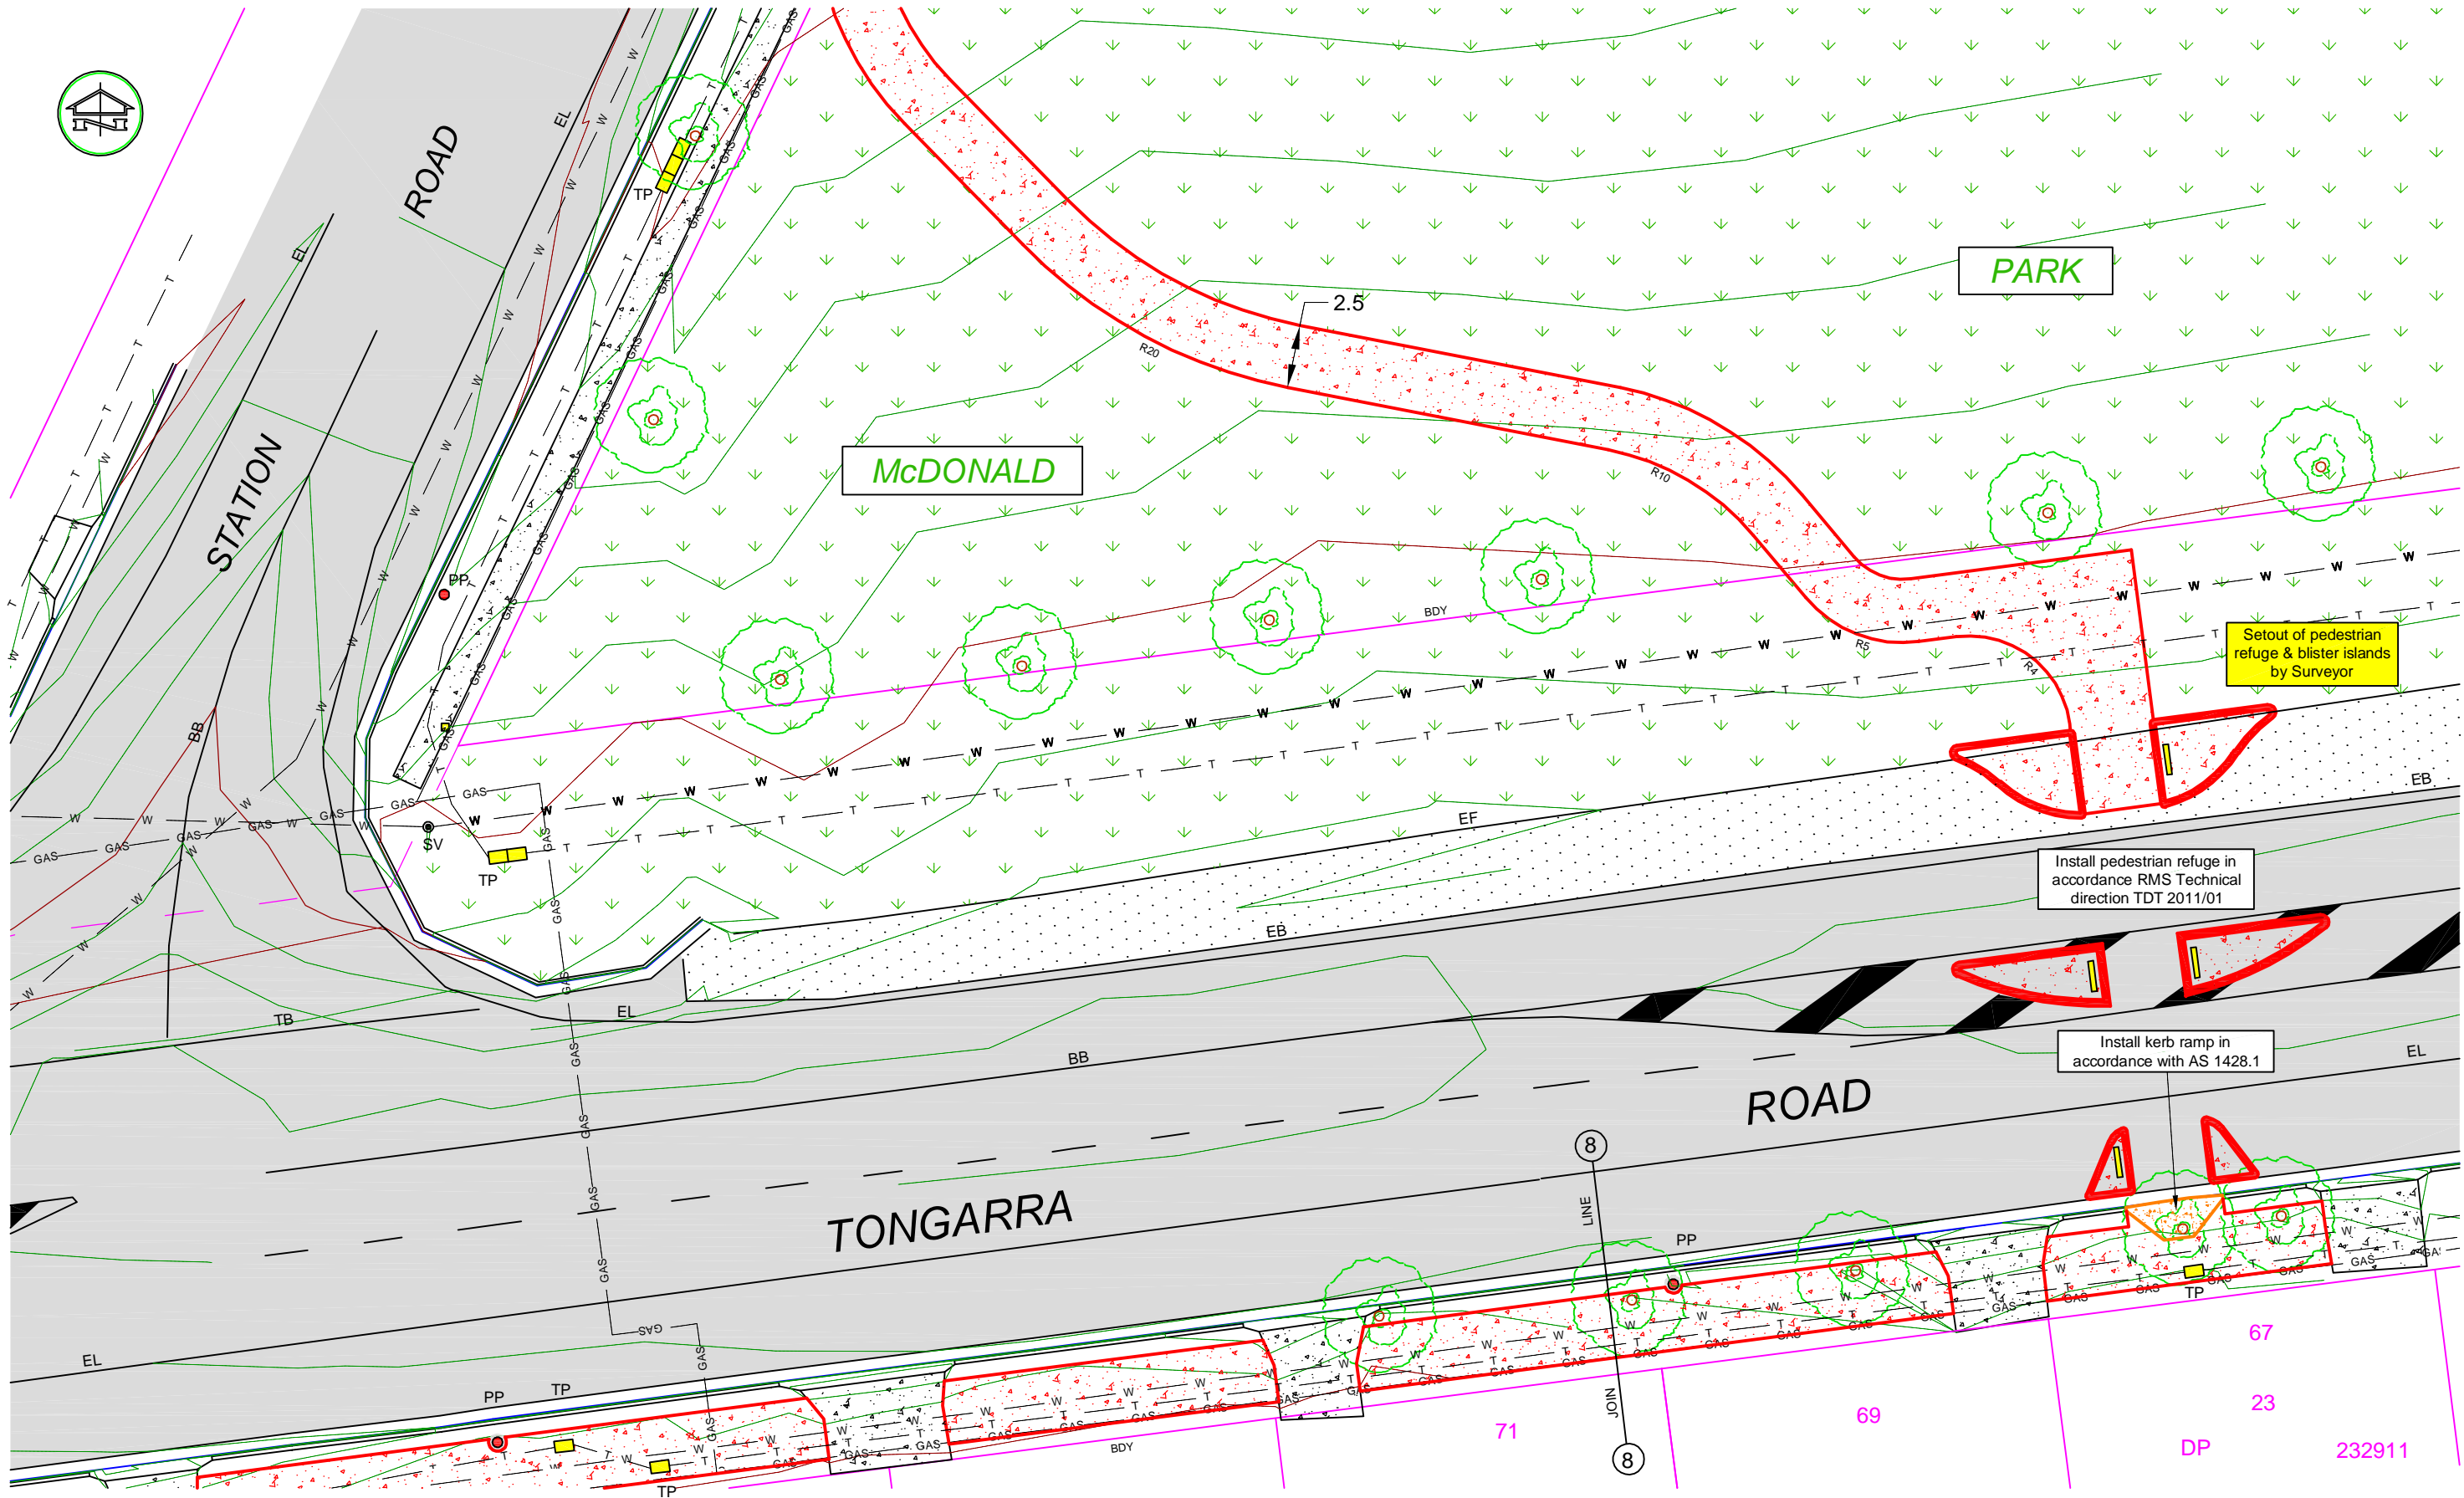 ROAD
EL
EL
TP
2.5
R20
PARK
McDONALD
STATION
R10
PP
BDY
R5
R4
Setout of pedestrian
refuge & blister islands
by Surveyor
BB
EB
EF
SV
TP
Install pedestrian refuge in
accordance RMS Technical
direction TDT 2011/01
EB
EL
TB
BB
Install kerb ramp in
accordance with AS 1428.1
EL
ROAD
TONGARRA
8
LINE
PP
TP
EL
PP
TP
TP
BDY
JOIN
8
71
69
67
23
DP 232911
GAS
W
T